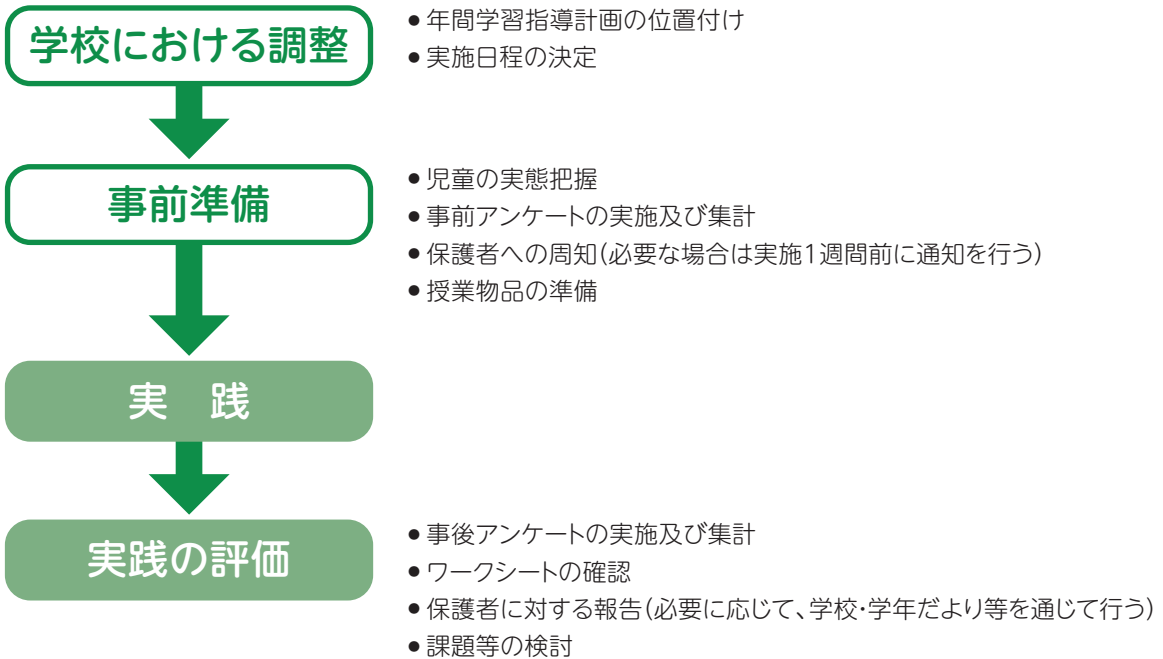 学校における調整
●年間学習指導計画の位置付け
●実施日程の決定
事前準備
●児童の実態把握
●事前アンケートの実施及び集計
●保護者への周知(必要な場合は実施1週間前に通知を行う)
●授業物品の準備
実　践
実践の評価
●事後アンケートの実施及び集計
●ワークシートの確認
●保護者に対する報告(必要に応じて、学校・学年だより等を通じて行う)
●課題等の検討